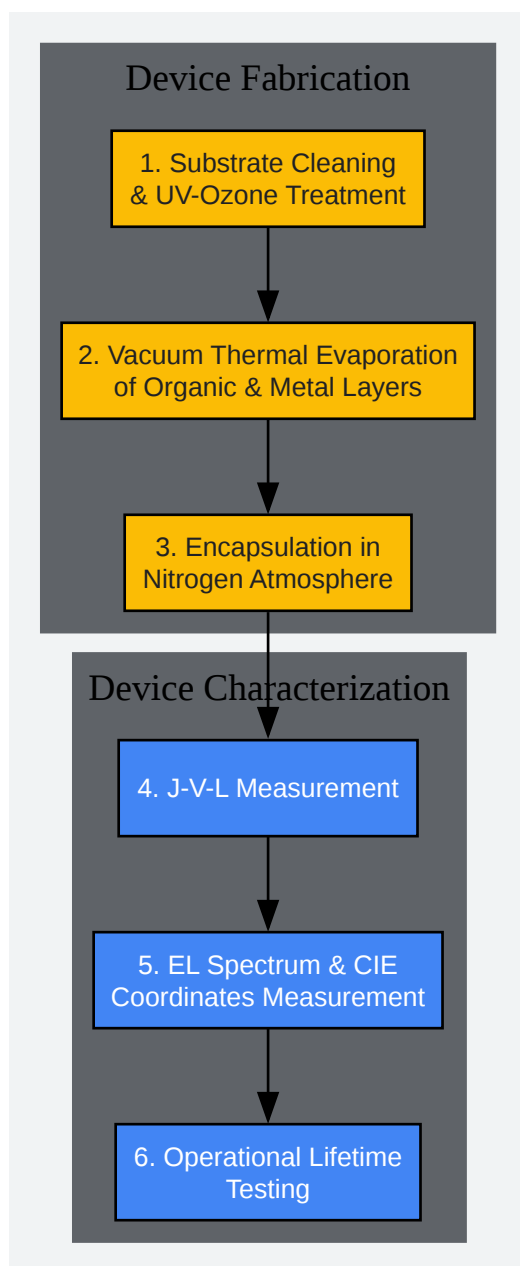 Device Fabrication
1. Substrate Cleaning
& UV-Ozone Treatment
2. Vacuum Thermal Evaporation
of Organic & Metal Layers
3. Encapsulation in
Nitrogen Atmosphere
Device Characterization
4. J-V-L Measurement
5. EL Spectrum & CIE
Coordinates Measurement
6. Operational Lifetime
Testing